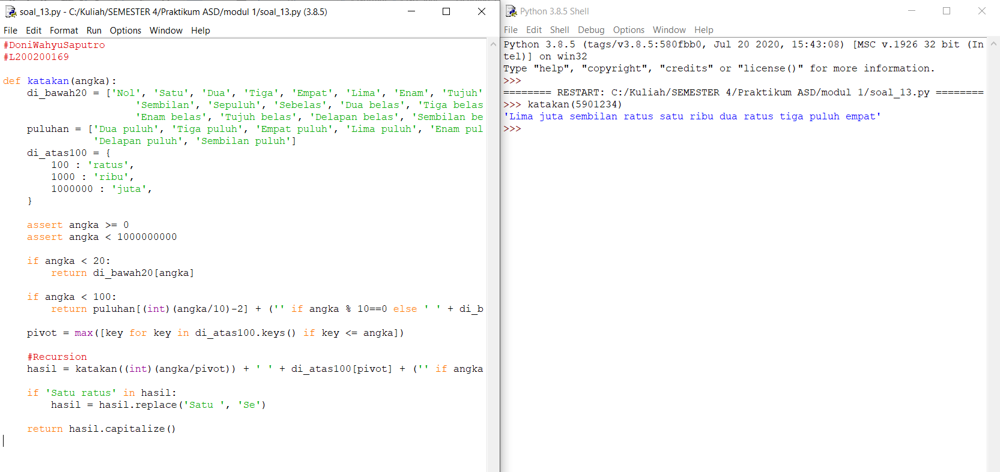 soal_13.py - C:/Kuliah/SEMESTER 4/Praktikum ASD/modul 1/soal_13.py (3.8.5)
File Edit Format Run Options Window Help
#DoniWahyuSaputro
#L200200169
def katakan(angka):
    di_bawah20 = ['Nol', 'Satu', 'Dua', 'Tiga', 'Empat', 'Lima', 'Enam', 'Tujuh'
                      'Sembilan', 'Sepuluh', 'Sebelas', 'Dua belas', 'Tiga belas
                      'Enam belas', 'Tujuh belas', 'Delapan belas', 'Sembilan be
    puluhan = ['Dua puluh', 'Tiga puluh', 'Empat puluh', 'Lima puluh', 'Enam pul
               'Delapan puluh', 'Sembilan puluh']
    di_atas100 = {
        100 : 'ratus',
        1000 : 'ribu',
        1000000 : 'juta',
    }
    assert angka >= 0
    assert angka < 1000000000
    if angka < 20:
        return di_bawah20[angka]
    if angka < 100:
        return puluhan[(int)(angka/10)-2] + ('' if angka % 10==0 else ' ' + di_b
    pivot = max([key for key in di_atas100.keys() if key <= angka])
    #Recursion
    hasil = katakan((int)(angka/pivot)) + ' ' + di_atas100[pivot] + ('' if angka
    if 'Satu ratus' in hasil:
        hasil = hasil.replace('Satu ', 'Se')
    return hasil.capitalize()
Python 3.8.5 Shell
File Edit Shell Debug Options Window Help
Python 3.8.5 (tags/v3.8.5:580fbb0, Jul 20 2020, 15:43:08) [MSC v.1926 32 bit (In
tel)] on win32
Type "help", "copyright", "credits" or "license()" for more information.
>>>
======== RESTART: C:/Kuliah/SEMESTER 4/Praktikum ASD/modul 1/soal_13.py ========
>>> katakan(5901234)
'Lima juta sembilan ratus satu ribu dua ratus tiga puluh empat'
>>>